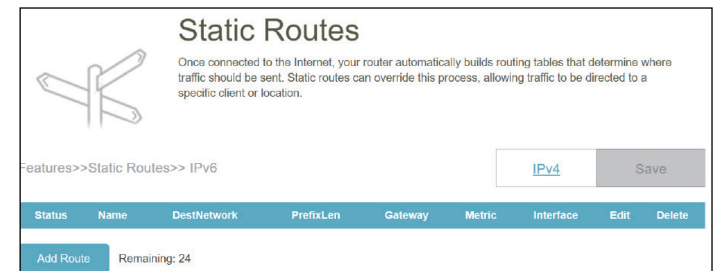 Static Routes
Once connected to the Internet, your router automatically builds routing tables that determine where
traffic should be sent. Static routes can override this process, allowing traffic to be directed to a
specific client or location.
Features>>Static Routes>> IPv6
IPv4
Save
Status Name DestNetwork PrefixLen Gateway Metric Interface Edit Delete
Add Route Remaining: 24